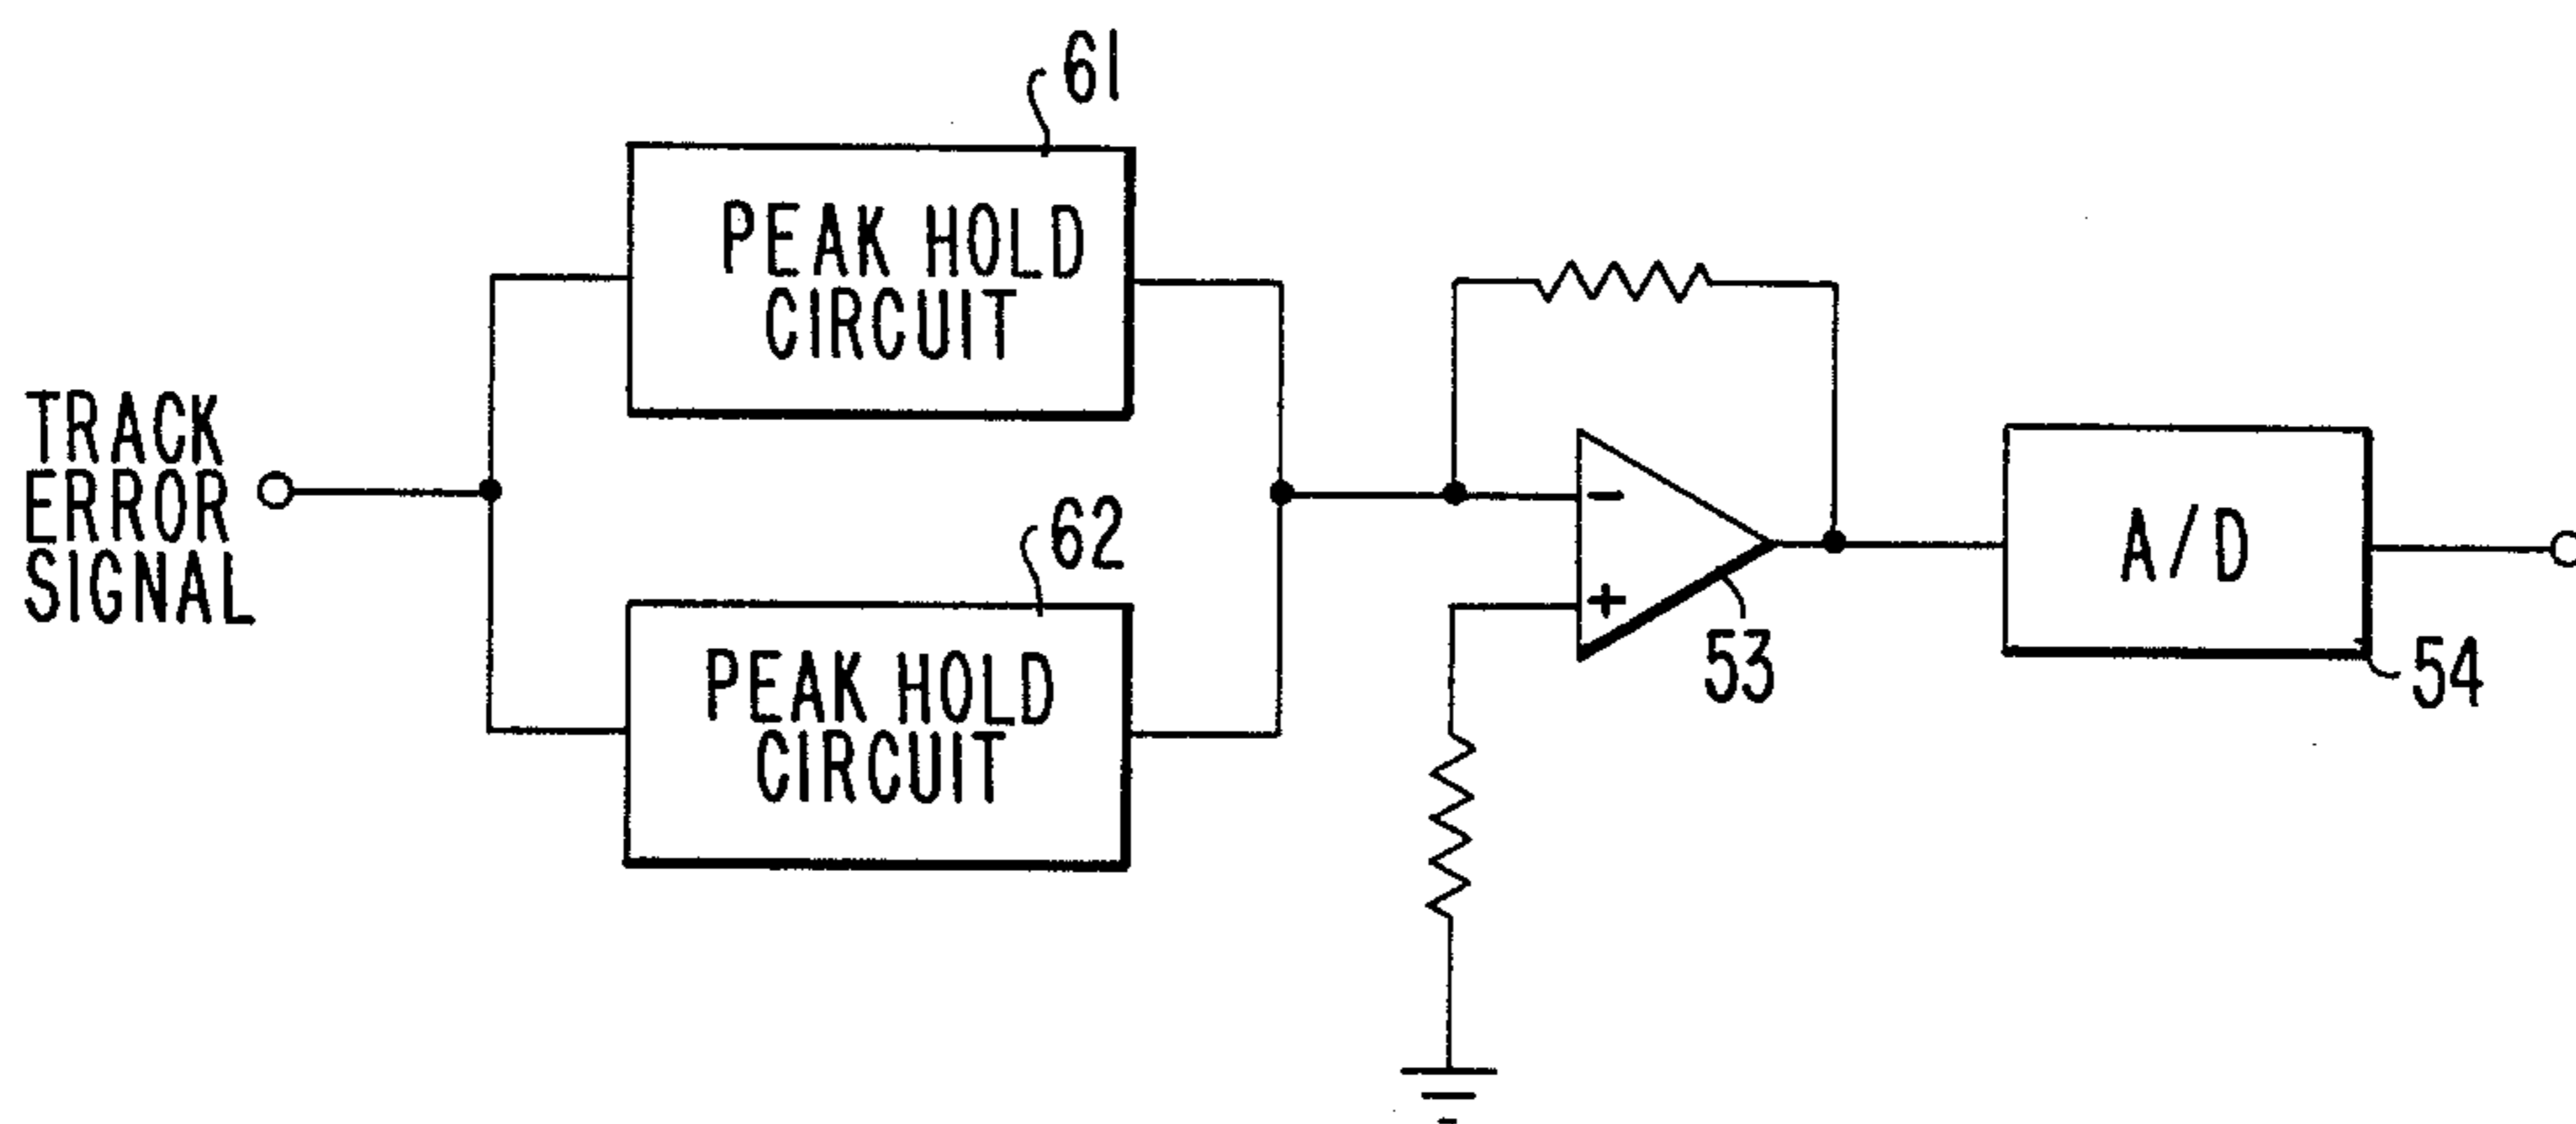 61
PEAK HOLD
CIRCUIT
TRACK
ERROR
SIGNAL
62
PEAK HOLD
CIRCUIT
−
+
53
A/D
54